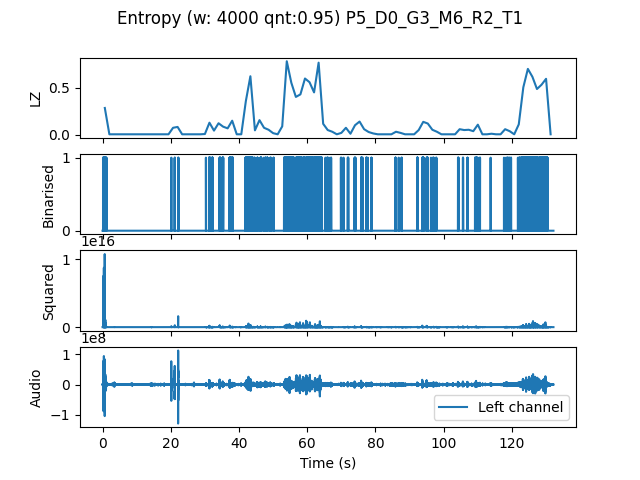 Entropy (w: 4000 qnt:0.95) P5_D0_G3_M6_R2_T1
LZ
0.5
0.0
Binarised
1
0
1e16
Squared
1
0
1e8
Audio
1
0
−1
Left channel
0 20 40 60 80 100 120
Time (s)